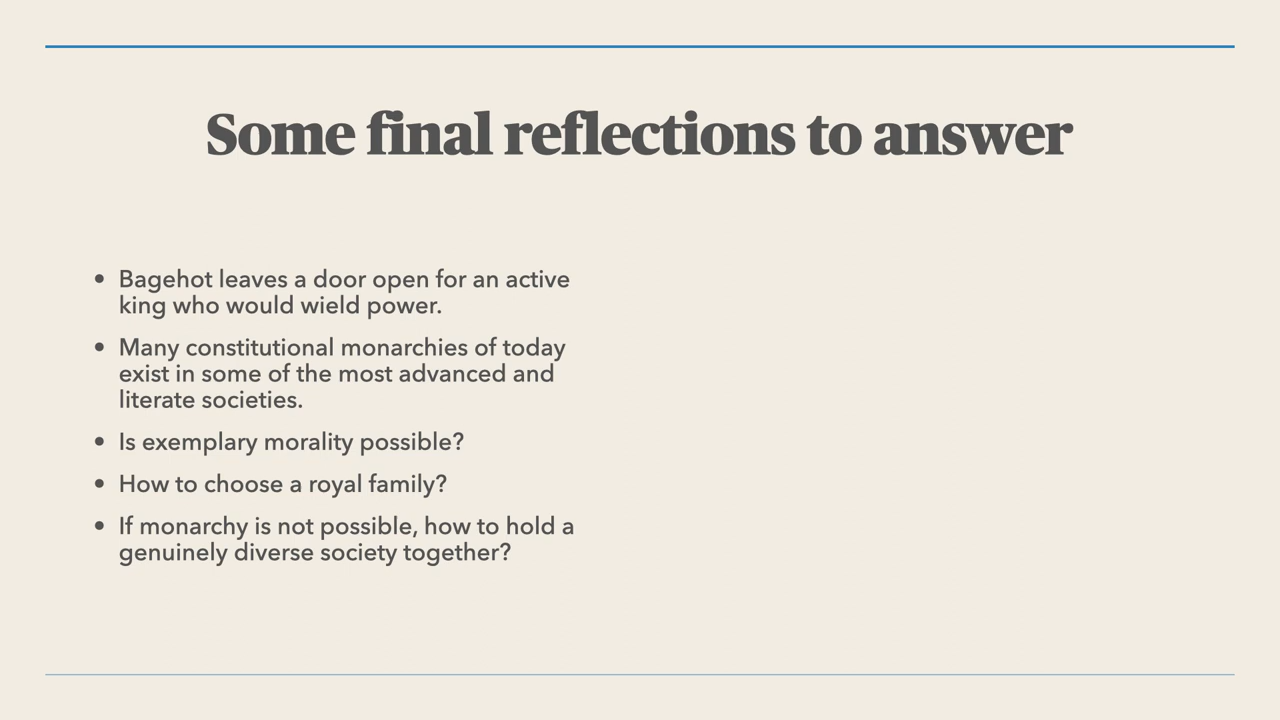 Some final reflections to answer
• Bagehot leaves a door open for an active
king who would wield power.
• Many constitutional monarchies of today
exist in some of the most advanced and
literate societies.
• Is exemplary morality possible?
• How to choose a royal family?
• If monarchy is not possible, how to hold a
genuinely diverse society together?